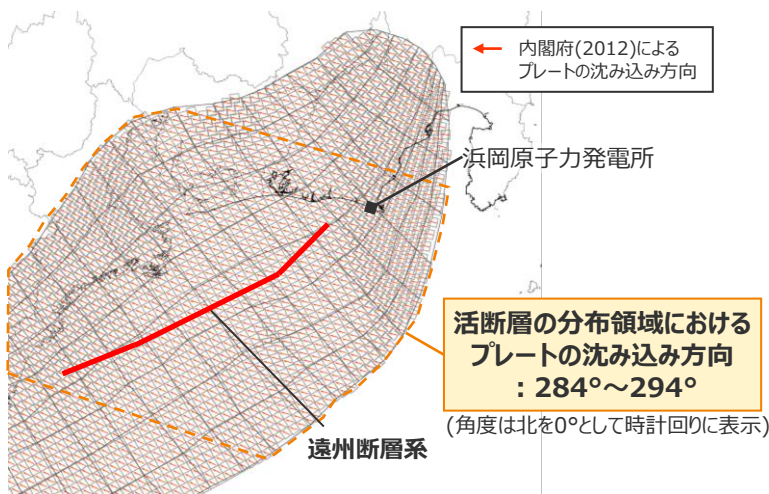 内閣府(2012)による
プレートの沈み込み方向
浜岡原子力発電所
活断層の分布領域における
プレートの沈み込み方向
：284°～294°
(角度は北を0°として時計回りに表示)
遠州断層系